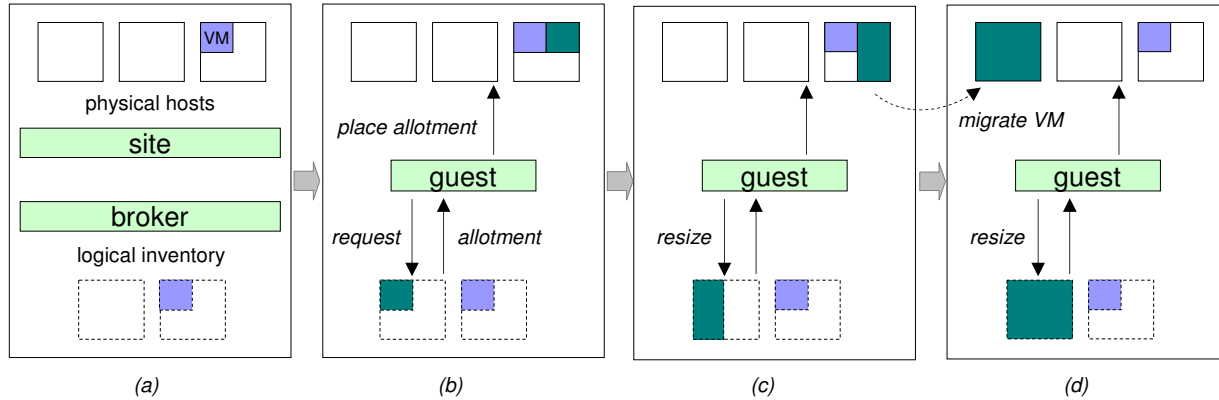 VM
physical hosts
site
broker
logical inventory
(a)
place allotment
guest
request
allotment
(b)
guest
resize
(c)
migrate VM
guest
resize
(d)